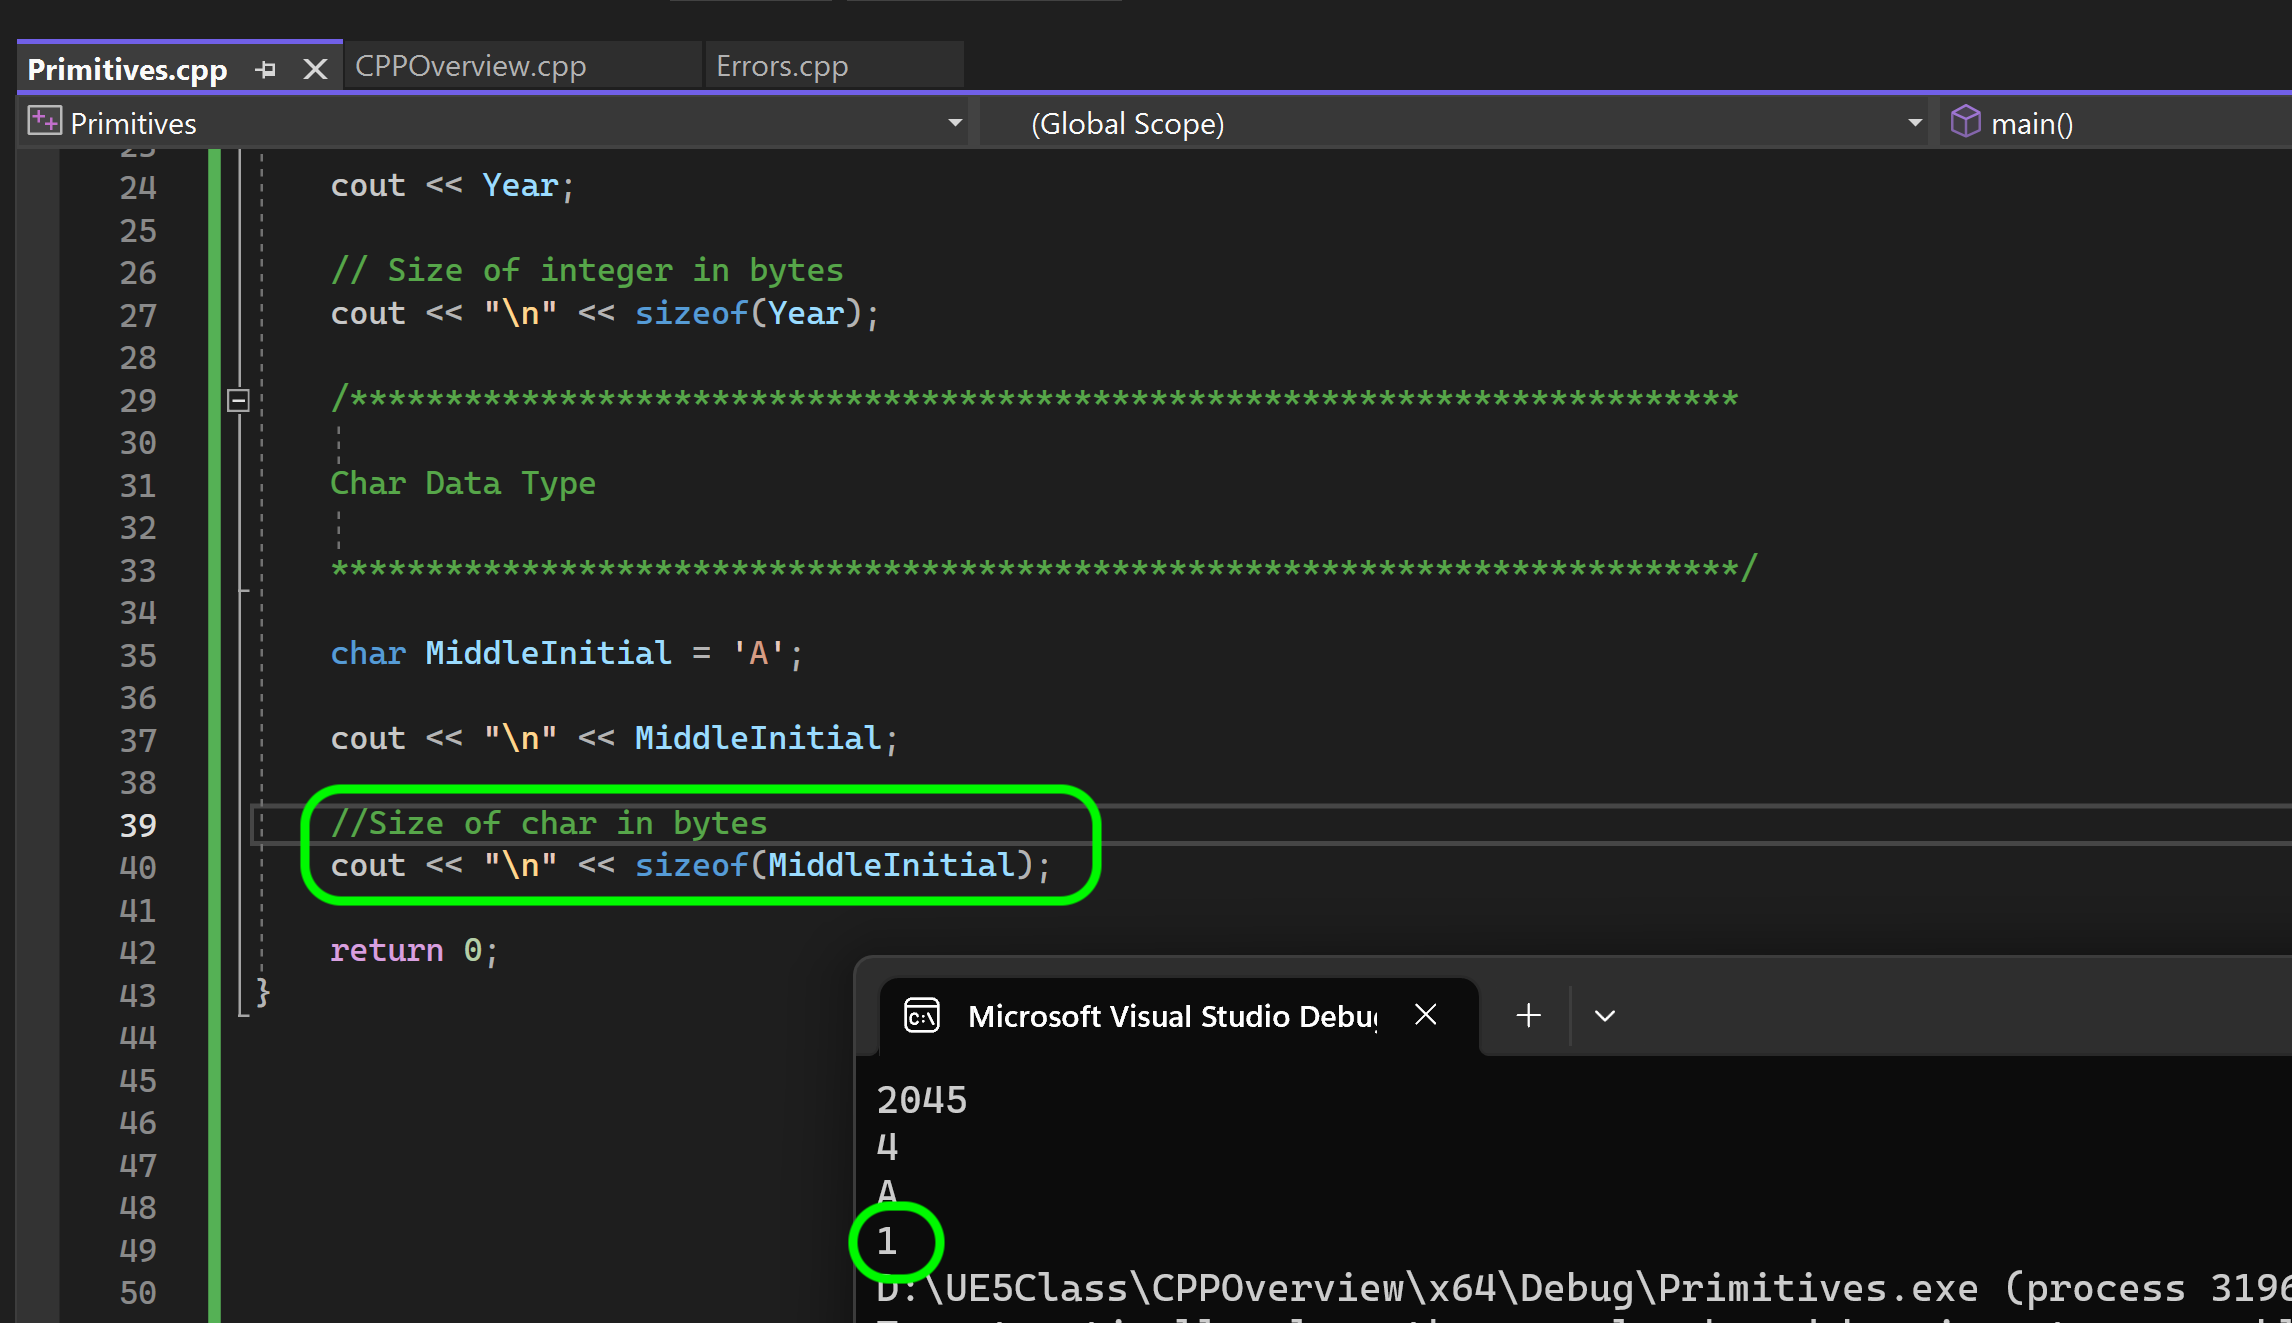 Primitives.cpp
CPPOverview.cpp
Errors.cpp
Primitives
(Global Scope)
main()
24 cout << Year;
25
26 // Size of integer in bytes
27 cout << "\n" << sizeof(Year);
28
29 /*************************************************************************
30
31 Char Data Type
32
33 **************************************************************************/
34
35 char MiddleInitial = 'A';
36
37 cout << "\n" << MiddleInitial;
38
39 //Size of char in bytes
40 cout << "\n" << sizeof(MiddleInitial);
41
42 return 0;
43 }
44
45
46
47
48
49
50
Microsoft Visual Studio Debu
2045
4
A
1
D:\UE5Class\CPPOverview\x64\Debug\Primitives.exe (process 3196